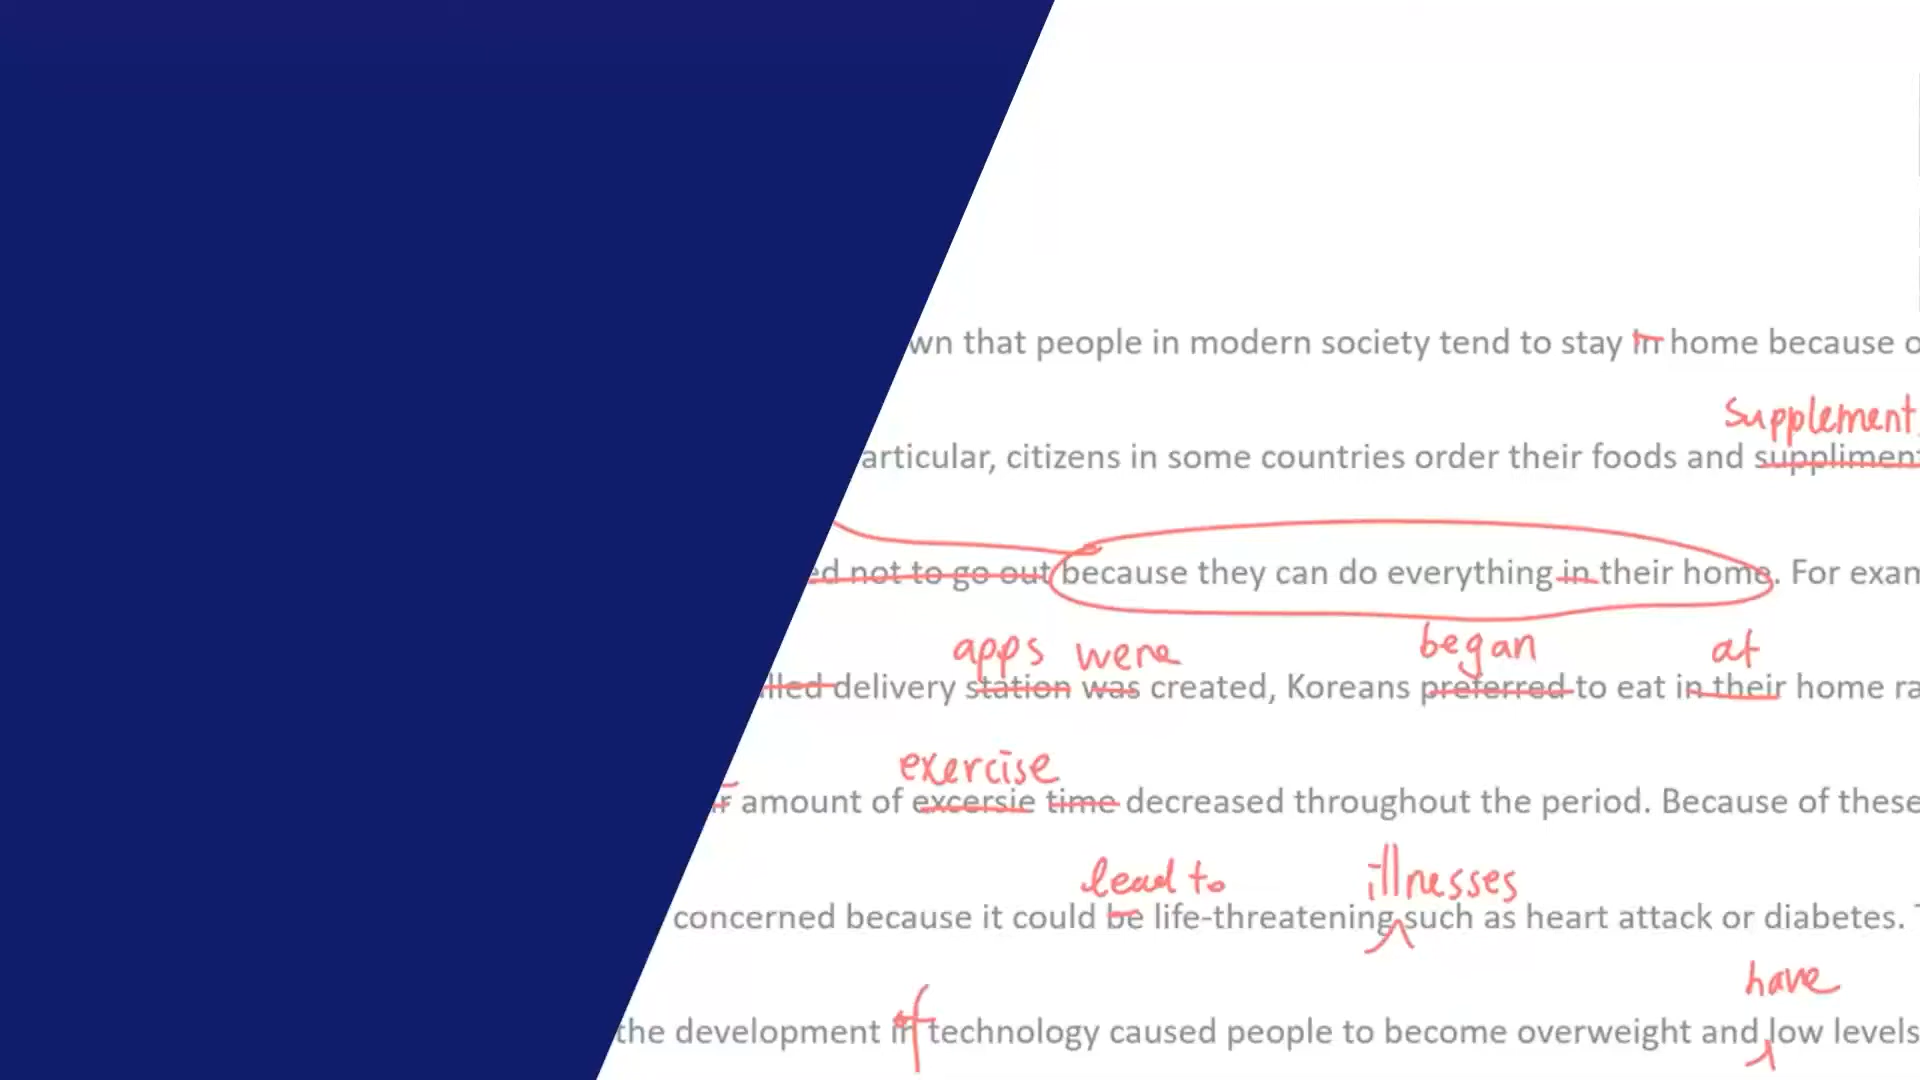 wn that people in modern society tend to stay in home because o
supplement
articular, citizens in some countries order their foods and suppliment
ed not to go out because they can do everything in their home. For exam
apps were began at
lled delivery station was created, Koreans preferred to eat in their home ra
exercise
r amount of excersie time decreased throughout the period. Because of these
lead to illnesses
concerned because it could be life-threatening such as heart attack or diabetes.
have
of
the development in technology caused people to become overweight and low levels